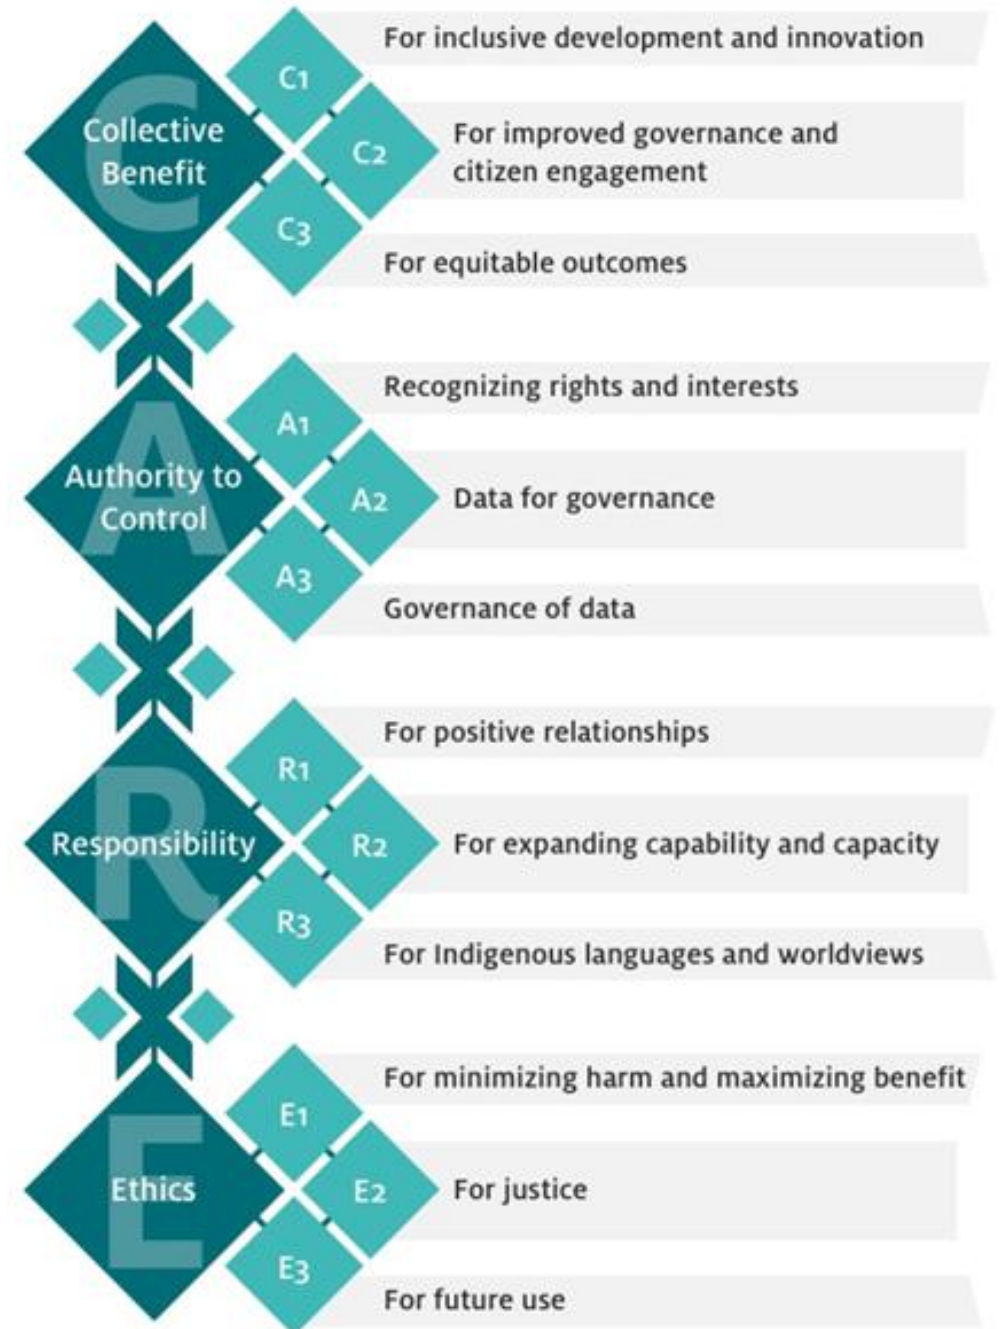 C
Collective
Benefit
C1
For inclusive development and innovation
C2
For improved governance and
citizen engagement
C3
For equitable outcomes
A
Authority to
Control
A1
Recognizing rights and interests
A2
Data for governance
A3
Governance of data
R
Responsibility
R1
For positive relationships
R2
For expanding capability and capacity
R3
For Indigenous languages and worldviews
E
Ethics
E1
For minimizing harm and maximizing benefit
E2
For justice
E3
For future use